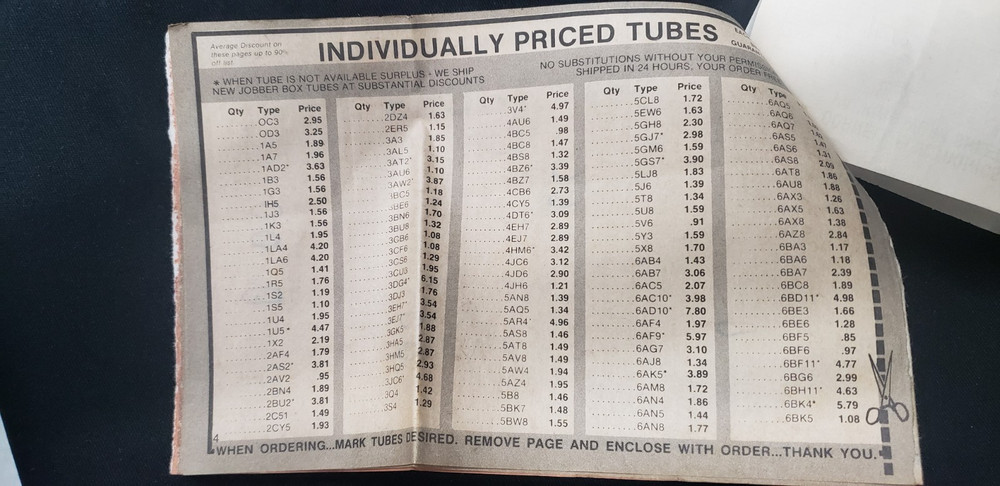 Average Discount on
these pages up to 90%
off list.
INDIVIDUALLY PRICED TUBES
* WHEN TUBE IS NOT AVAILABLE SURPLUS - WE SHIP
NEW JOBBER BOX TUBES AT SUBSTANTIAL DISCOUNTS
NO SUBSTITUTIONS WITHOUT YOUR
SHIPPED IN 24 HOURS, YOUR ORDER
Qty Type Price
OC3 2.95
OD3 3.25
1A5 1.89
1A7 1.96
1AD2* 3.63
1B3 1.56
1G3 1.56
1H5 2.50
1J3 1.56
1K3 1.56
1L4 1.95
1LA4 4.20
1LA6 4.20
1Q5 1.41
1R5 1.76
1S2 1.19
1S5 1.10
1U4 1.95
1U5* 4.47
1X2 2.19
2AF4 1.79
2AS2* 3.81
2AV2 .95
2BN4 1.89
2BU2* 3.81
2C51 1.49
2CY5 1.93
Qty Type Price
2DZ4 1.63
2ER5 1.15
3A3 1.85
3AL5 1.10
3AT2* 3.15
3AU6 1.10
3AW2* 3.87
3BC5 1.18
3BE6 1.24
3BN6 1.70
3BU8 1.32
3CB6 1.08
3CF6 1.08
3CS6 1.29
3CU3 1.95
3DG4* 6.15
3DJ3 1.76
3EH7* 3.54
3EJ7* 3.54
3GK5 1.88
3HA5 2.87
3HM5 2.87
3HQ5 2.93
3JC6* 4.68
3Q4 1.42
3S4 1.29
Qty Type Price
3V4* 4.97
4AU6 1.49
4BC5 .98
4BC8 1.47
4BS8 1.32
4BZ6* 3.39
4BZ7 1.58
4CB6 2.73
4CY5 1.39
4DT6* 3.09
4EH7 2.89
4EJ7 2.89
4HM6* 3.42
4JC6 3.12
4JD6 2.90
4JH6 1.21
5AN8 1.39
5AQ5 1.34
5AR4* 4.96
5AS8 1.46
5AT8 1.49
5AV8 1.49
5AW4 1.94
5AZ4 1.95
5B8 1.46
5BK7 1.48
5BW8 1.55
Qty Type Price
5CL8 1.72
5EW6 1.63
5GH8 2.30
5GJ7* 2.98
5GM6 1.59
5GS7* 3.90
5LJ8 1.83
5J6 1.39
5T8 1.34
5U8 1.59
5V6 .91
5Y3 1.59
5X8 1.70
6AB4 1.43
6AB7 3.06
6AC5 2.07
6AC10* 3.98
6AD10* 7.80
6AF4 1.97
6AF9* 5.97
6AG7 3.10
6AJ8 1.34
6AK5* 3.89
6AM8 1.72
6AN4 1.86
6AN5 1.44
6AN8 1.77
Qty Type
6AQ5
6AQ6
6AQ7
6AS5
6AS6 1.31
6AS8 2.09
6AT8 1.86
6AU8 1.88
6AX3 1.26
6AX5 1.63
6AX8 1.38
6AZ8 2.84
6BA3 1.17
6BA6 1.18
6BA7 2.39
6BC8 1.89
6BD11* 4.98
6BE3 1.66
6BE6 1.28
6BF5 .85
6BF6 .97
6BF11* 4.77
6BG6 2.99
6BH11* 4.63
6BK4* 5.79
6BK5 1.08
4
WHEN ORDERING...MARK TUBES DESIRED. REMOVE PAGE AND ENCLOSE WITH ORDER...THANK YOU.